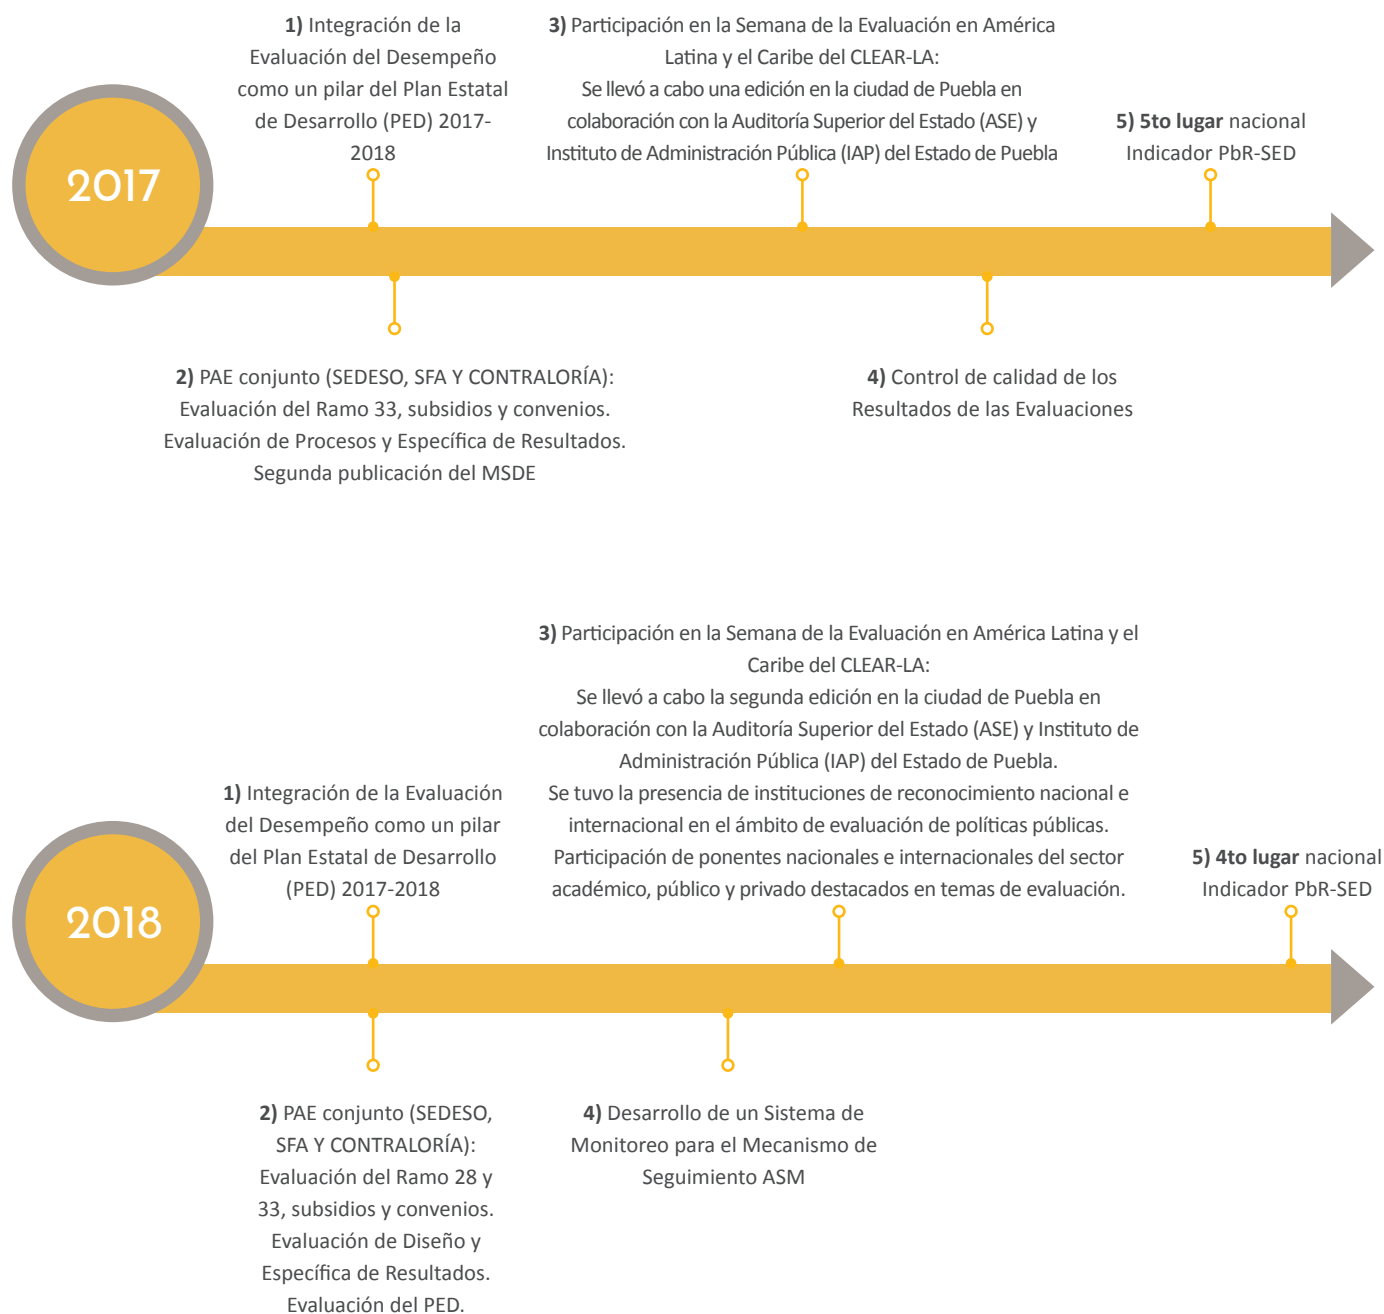 2017
1) Integración de la
Evaluación del Desempeño
como un pilar del Plan Estatal
de Desarrollo (PED) 2017-
2018
3) Participación en la Semana de la Evaluación en América
Latina y el Caribe del CLEAR-LA:
Se llevó a cabo una edición en la ciudad de Puebla en
colaboración con la Auditoría Superior del Estado (ASE) y
Instituto de Administración Pública (IAP) del Estado de Puebla
5) 5to lugar nacional
Indicador PbR-SED
2) PAE conjunto (SEDESO, SFA Y CONTRALORÍA):
Evaluación del Ramo 33, subsidios y convenios.
Evaluación de Procesos y Específica de Resultados.
Segunda publicación del MSDE
4) Control de calidad de los
Resultados de las Evaluaciones
2018
1) Integración de la Evaluación
del Desempeño como un pilar
del Plan Estatal de Desarrollo
(PED) 2017-2018
3) Participación en la Semana de la Evaluación en América Latina y el
Caribe del CLEAR-LA:
Se llevó a cabo la segunda edición en la ciudad de Puebla en
colaboración con la Auditoría Superior del Estado (ASE) y Instituto de
Administración Pública (IAP) del Estado de Puebla.
Se tuvo la presencia de instituciones de reconocimiento nacional e
internacional en el ámbito de evaluación de políticas públicas.
Participación de ponentes nacionales e internacionales del sector
académico, público y privado destacados en temas de evaluación.
5) 4to lugar nacional
Indicador PbR-SED
2) PAE conjunto (SEDESO,
SFA Y CONTRALORÍA):
Evaluación del Ramo 28 y
33, subsidios y convenios.
Evaluación de Diseño y
Específica de Resultados.
Evaluación del PED.
4) Desarrollo de un Sistema de
Monitoreo para el Mecanismo de
Seguimiento ASM